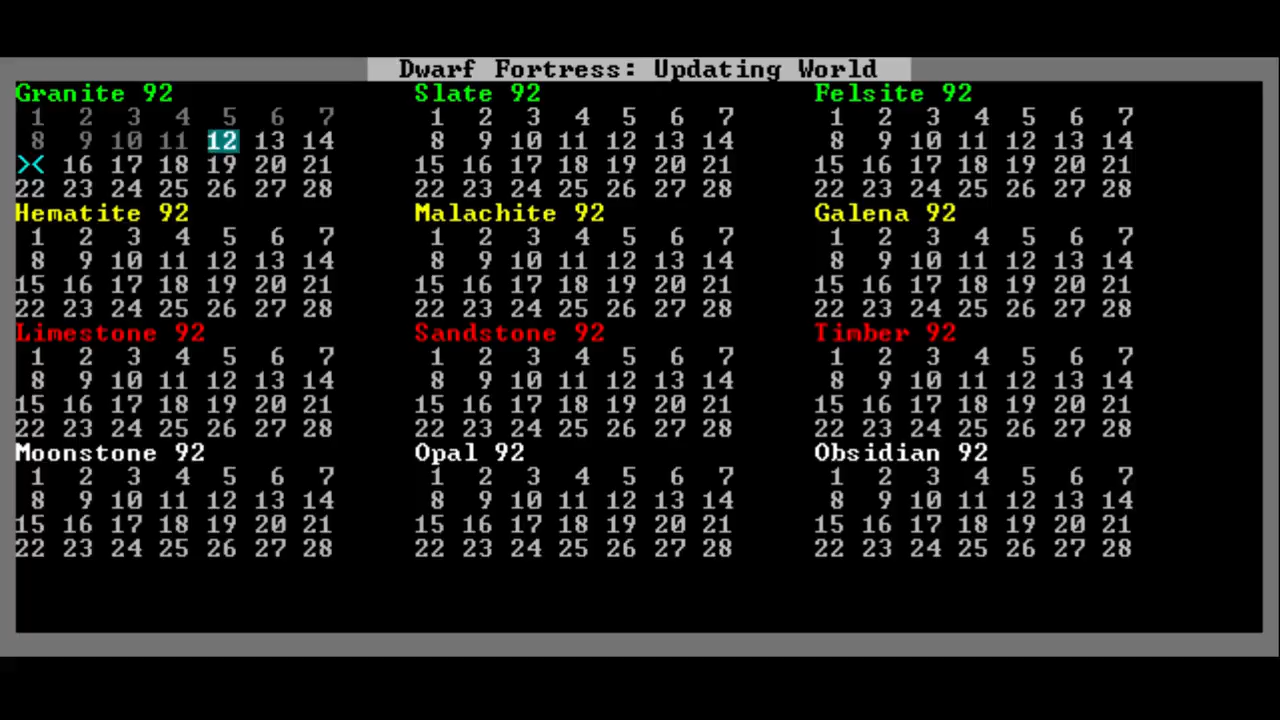 Dwarf Fortress: Updating World
Granite 92 Slate 92 Felsite 92
1 2 3 4 5 6 7 1 2 3 4 5 6 7 1 2 3 4 5 6 7
8 9 10 11 12 13 14 8 9 10 11 12 13 14 8 9 10 11 12 13 14
>< 16 17 18 19 20 21 15 16 17 18 19 20 21 15 16 17 18 19 20 21
22 23 24 25 26 27 28 22 23 24 25 26 27 28 22 23 24 25 26 27 28
Hematite 92 Malachite 92 Galena 92
1 2 3 4 5 6 7 1 2 3 4 5 6 7 1 2 3 4 5 6 7
8 9 10 11 12 13 14 8 9 10 11 12 13 14 8 9 10 11 12 13 14
15 16 17 18 19 20 21 15 16 17 18 19 20 21 15 16 17 18 19 20 21
22 23 24 25 26 27 28 22 23 24 25 26 27 28 22 23 24 25 26 27 28
Limestone 92 Sandstone 92 Timber 92
1 2 3 4 5 6 7 1 2 3 4 5 6 7 1 2 3 4 5 6 7
8 9 10 11 12 13 14 8 9 10 11 12 13 14 8 9 10 11 12 13 14
15 16 17 18 19 20 21 15 16 17 18 19 20 21 15 16 17 18 19 20 21
22 23 24 25 26 27 28 22 23 24 25 26 27 28 22 23 24 25 26 27 28
Moonstone 92 Opal 92 Obsidian 92
1 2 3 4 5 6 7 1 2 3 4 5 6 7 1 2 3 4 5 6 7
8 9 10 11 12 13 14 8 9 10 11 12 13 14 8 9 10 11 12 13 14
15 16 17 18 19 20 21 15 16 17 18 19 20 21 15 16 17 18 19 20 21
22 23 24 25 26 27 28 22 23 24 25 26 27 28 22 23 24 25 26 27 28